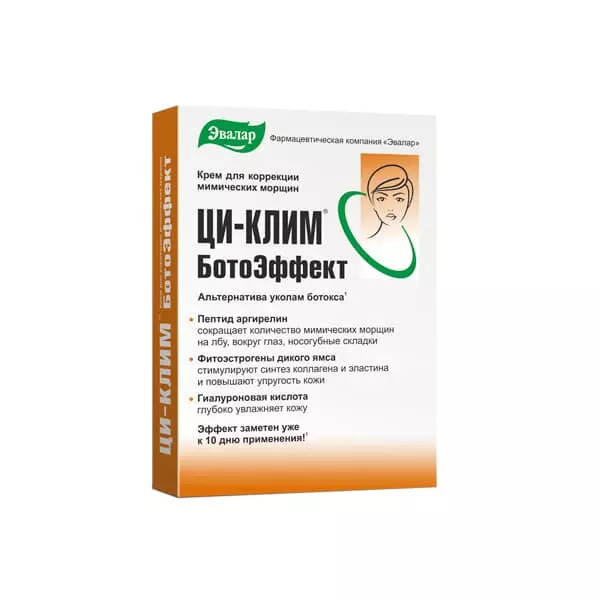 Эвалар
Фармацевтическая компания «Эвалар»
Крем для коррекции
мимических морщин
ЦИ-КЛИМ®
БотоЭффект
Альтернатива уколам ботокса¹
• Пептид аргирелин
сокращает количество мимических морщин
на лбу, вокруг глаз, носогубные складки
• Фитоэстрогены дикого ямса
стимулируют синтез коллагена и эластина
и повышают упругость кожи
• Гиалуроновая кислота
глубоко увлажняет кожу
Эффект заметен уже
к 10 дню применения!¹
ЦИ-КЛИМ
БотоЭффект